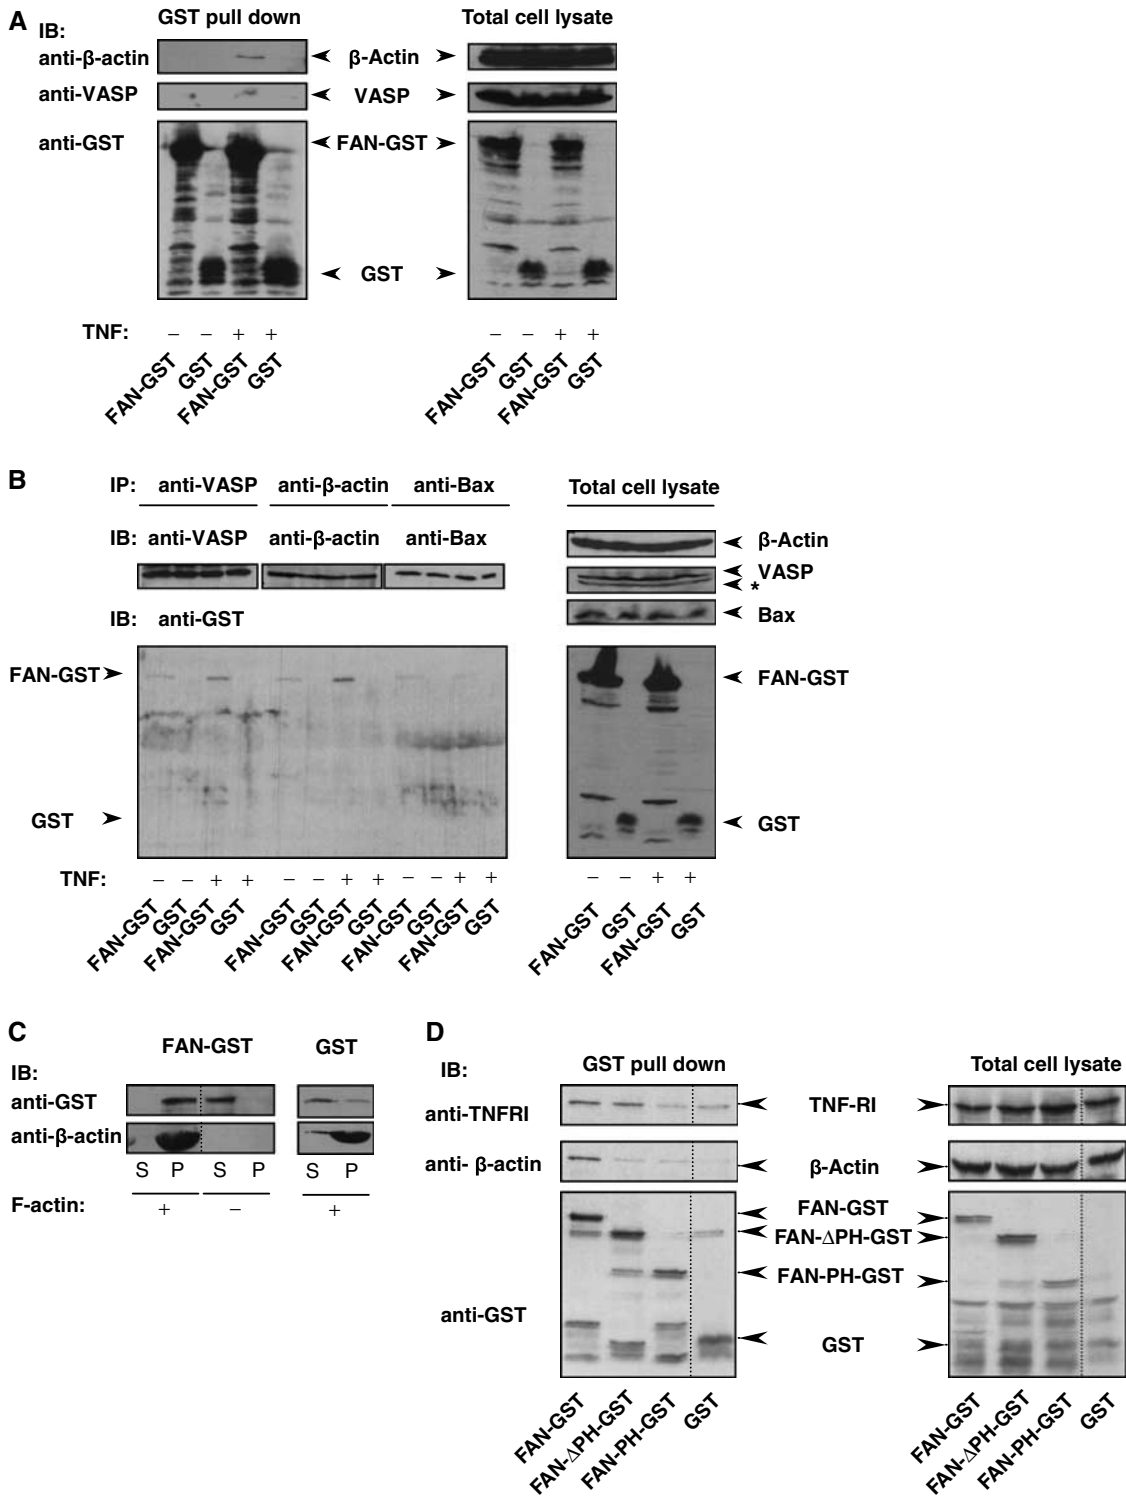 A
GST pull down
Total cell lysate
IB:
anti-β-actin
β-Actin
anti-VASP
VASP
anti-GST
FAN-GST
GST
TNF: – – + + – – + +
FAN-GST GST FAN-GST GST FAN-GST GST FAN-GST GST
B
IP: anti-VASP anti-β-actin anti-Bax
Total cell lysate
IB: anti-VASP anti-β-actin anti-Bax
β-Actin
VASP
*
Bax
IB: anti-GST
FAN-GST
FAN-GST
GST
GST
TNF: – – + + – – + + – – + + – – + +
FAN-GST GST FAN-GST GST FAN-GST GST FAN-GST GST FAN-GST GST FAN-GST GST FAN-GST GST FAN-GST GST
C
FAN-GST GST
IB:
anti-GST
anti-β-actin
S P S P S P
F-actin: + – +
D
IB:
GST pull down
Total cell lysate
anti-TNFRI
TNF-RI
anti- β-actin
β-Actin
FAN-GST
FAN-ΔPH-GST
FAN-PH-GST
anti-GST
GST
FAN-GST FAN-ΔPH-GST FAN-PH-GST GST FAN-GST FAN-ΔPH-GST FAN-PH-GST GST